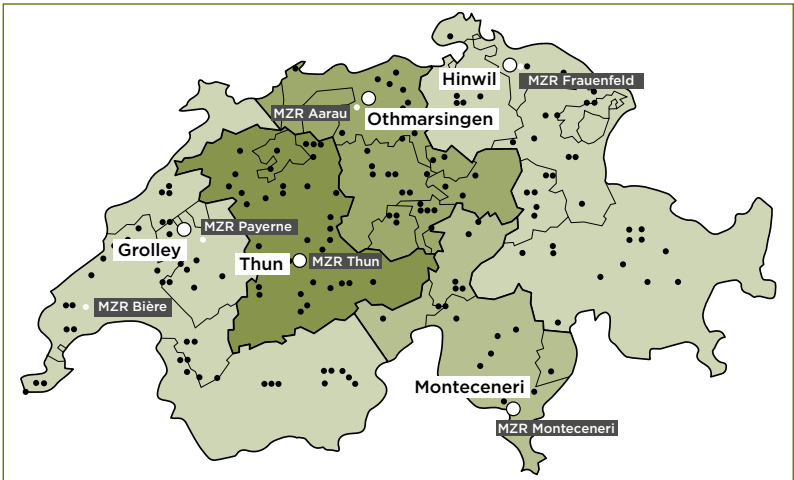 Hinwil
MZR Frauenfeld
MZR Aarau
Othmarsingen
MZR Payerne
Grolley
Thun
MZR Thun
MZR Bière
Monteceneri
MZR Monteceneri